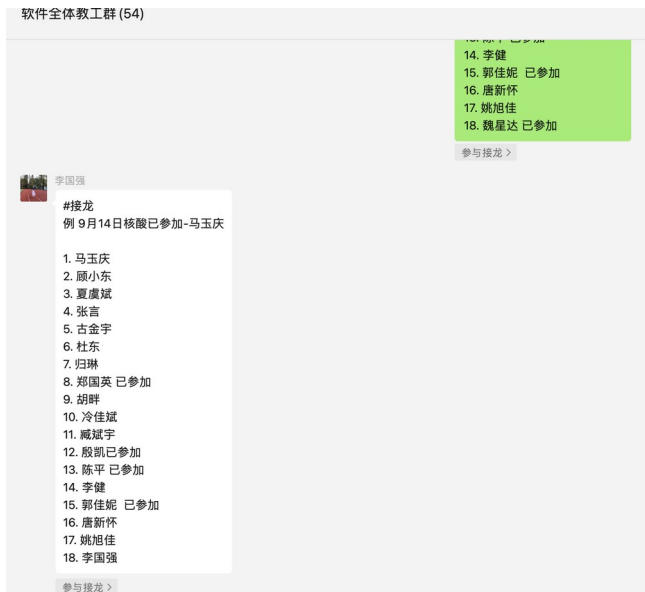 软件全体教工群 (54)
14. 李健
15. 郭佳妮 已参加
16. 唐新怀
17. 姚旭佳
18. 魏星达 已参加
参与接龙 >
李国强
#接龙
例 9月14日核酸已参加-马玉庆
1. 马玉庆
2. 顾小东
3. 夏虞斌
4. 张言
5. 古金宇
6. 杜东
7. 归琳
8. 郑国英 已参加
9. 胡畔
10. 冷佳斌
11. 臧斌宇
12. 殷凯已参加
13. 陈平 已参加
14. 李健
15. 郭佳妮 已参加
16. 唐新怀
17. 姚旭佳
18. 李国强
参与接龙 >